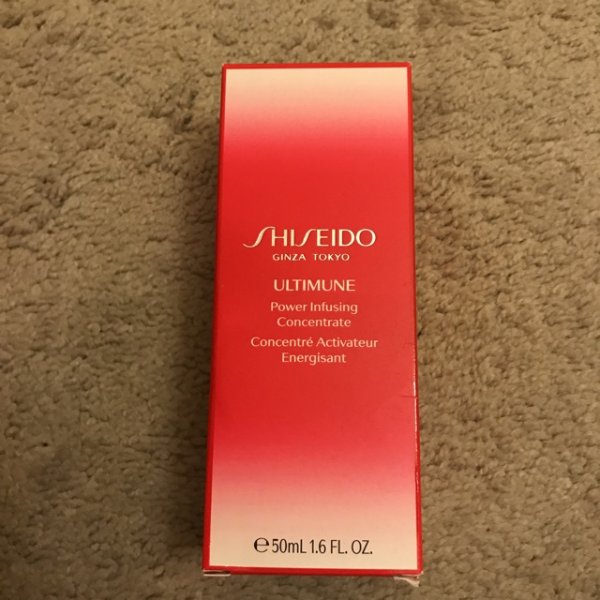 SHISEIDO
GINZA TOKYO
ULTIMUNE
Power Infusing
Concentrate
Concentré Activateur
Energisant
℮50mL 1.6 FL. OZ.